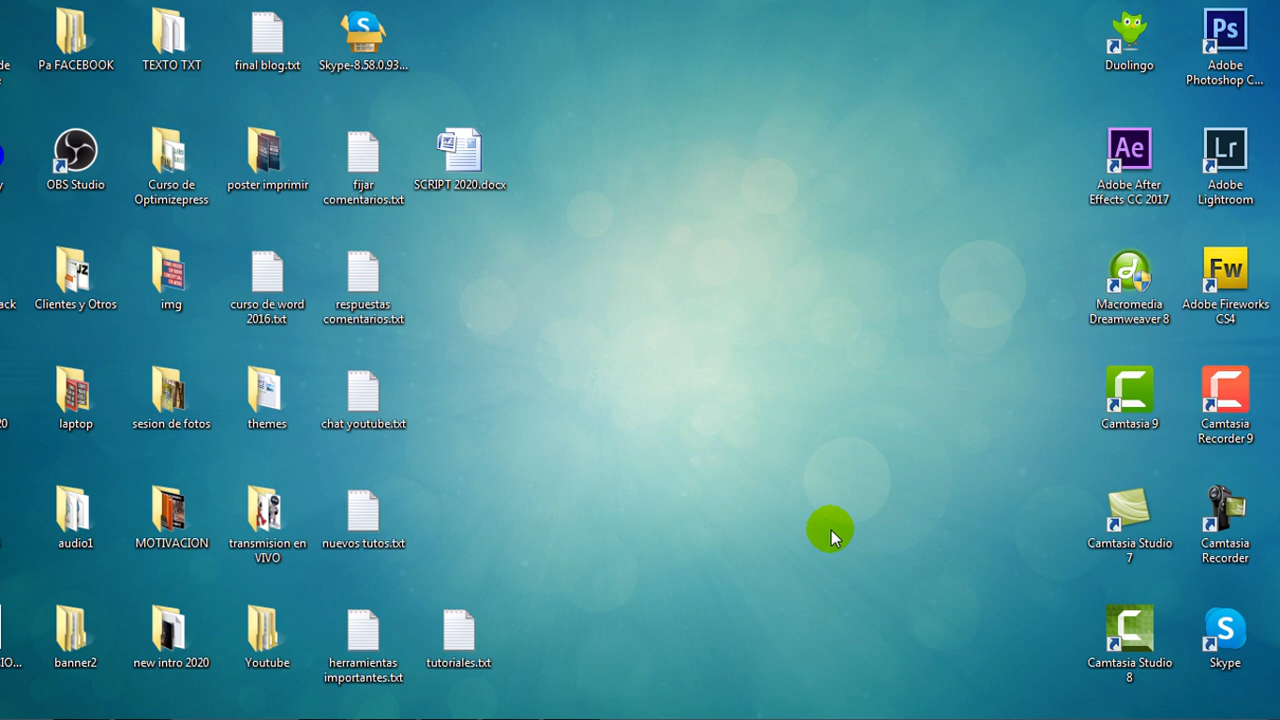 Pa FACEBOOK
TEXTO TXT
final blog.txt
Skype-8.58.0.93...
Duolingo
Ps
Adobe
Photoshop C...
OBS Studio
Curso de
Optimizepress
poster imprimir
fijar
comentarios.txt
SCRIPT 2020.docx
Ae
Adobe After
Effects CC 2017
Lr
Adobe
Lightroom
Clientes y Otros
img
curso de word
2016.txt
respuestas
comentarios.txt
Macromedia
Dreamweaver 8
Fw
Adobe Fireworks
CS4
laptop
sesion de fotos
themes
chat youtube.txt
Camtasia 9
Camtasia
Recorder 9
audio1
MOTIVACION
transmision en
VIVO
nuevos tutos.txt
Camtasia Studio
7
Camtasia
Recorder
banner2
new intro 2020
Youtube
herramientas
importantes.txt
tutoriales.txt
Camtasia Studio
8
Skype